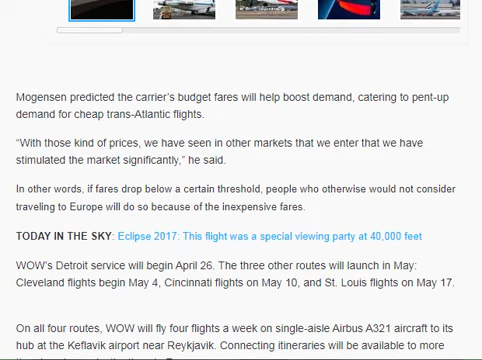 Mogensen predicted the carrier's budget fares will help boost demand, catering to pent-up
demand for cheap trans-Atlantic flights.
“With those kind of prices, we have seen in other markets that we enter that we have
stimulated the market significantly,” he said.
In other words, if fares drop below a certain threshold, people who otherwise would not consider
traveling to Europe will do so because of the inexpensive fares.
TODAY IN THE SKY: Eclipse 2017: This flight was a special viewing party at 40,000 feet
WOW's Detroit service will begin April 26. The three other routes will launch in May:
Cleveland flights begin May 4, Cincinnati flights on May 10, and St. Louis flights on May 17.
On all four routes, WOW will fly four flights a week on single-aisle Airbus A321 aircraft to its
hub at the Keflavik airport near Reykjavik. Connecting itineraries will be available to more